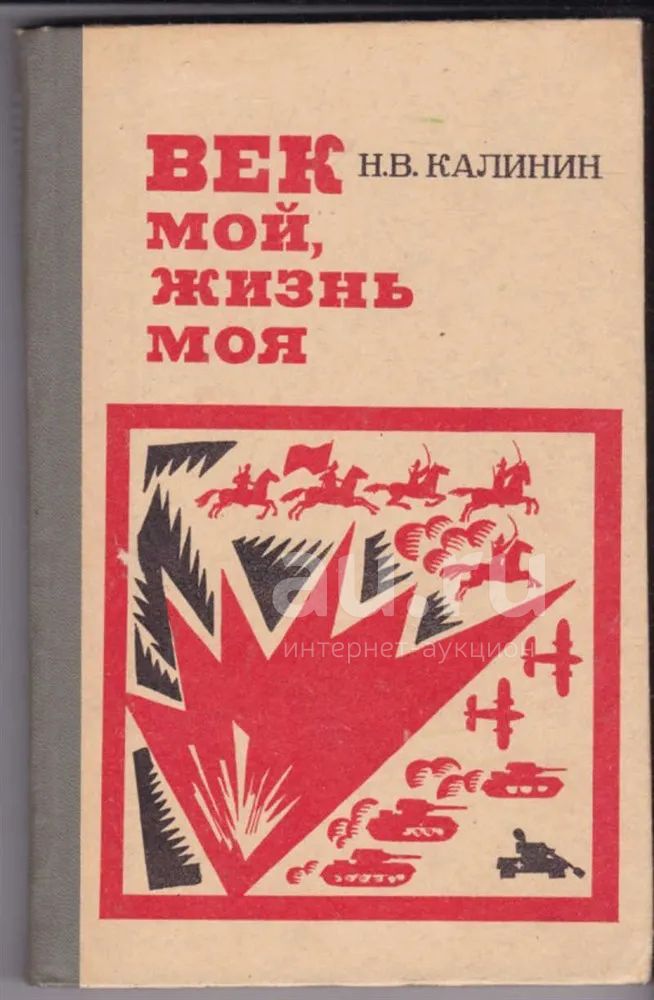 ВЕК
Н.В. КАЛИНИН
МОЙ,
ЖИЗНЬ
МОЯ
au.ru
интернет-аукцион